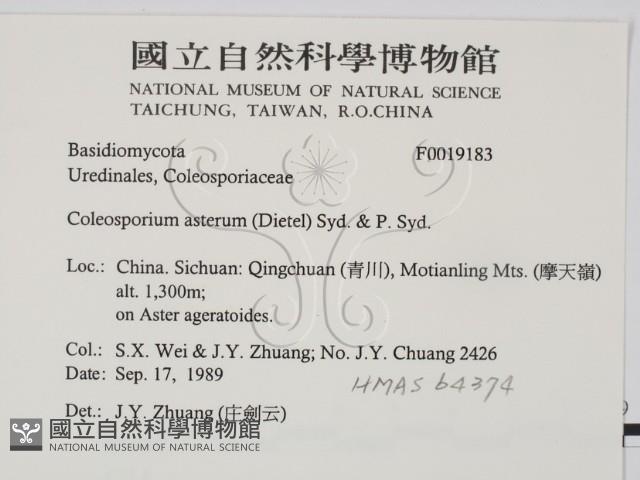 國立自然科學博物館
NATIONAL MUSEUM OF NATURAL SCIENCE
TAICHUNG, TAIWAN, R.O.CHINA
Basidiomycota F0019183
Uredinales, Coleosporiaceae
Coleosporium asterum (Dietel) Syd. & P. Syd.
Loc.: China. Sichuan: Qingchuan (青川), Motianling Mts. (摩天嶺)
alt. 1,300m;
on Aster ageratoides.
Col.: S.X. Wei & J.Y. Zhuang; No. J.Y. Chuang 2426
Date: Sep. 17, 1989
HMAS 64374
Det.: J.Y. Zhuang (庄劍云)
國立自然科學博物館
NATIONAL MUSEUM OF NATURAL SCIENCE